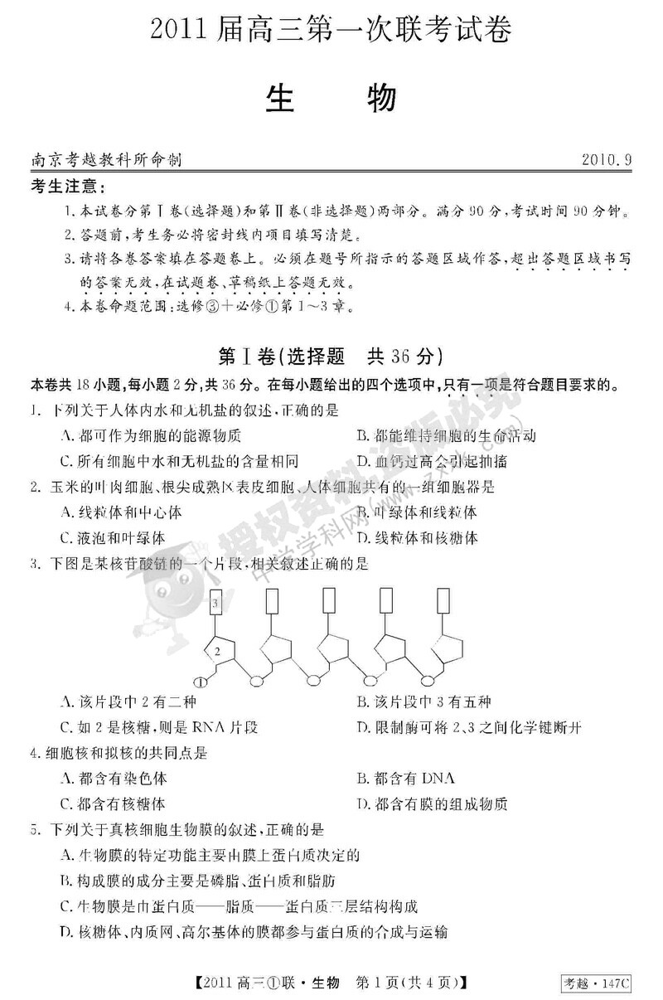 2011 届高三第一次联考试卷
生 物
南京考越教科所命制 2010.9
考生注意:
1.本试卷分第Ⅰ卷(选择题)和第Ⅱ卷(非选择题)两部分。满分 90 分,考试时间 90 分钟。
2.答题前,考生务必将密封线内项目填写清楚。
3.请将各卷答案填在答题卷上。必须在题号所指示的答题区域作答,超出答题区域书写
的答案无效,在试题卷、草稿纸上答题无效。
4.本卷命题范围:选修③+必修①第 1~3 章。
第Ⅰ卷(选择题 共 36 分)
本卷共 18 小题,每小题 2 分,共 36 分。在每小题给出的四个选项中,只有一项是符合题目要求的。
1. 下列关于人体内水和无机盐的叙述,正确的是
A.都可作为细胞的能源物质 B.都能维持细胞的生命活动
C.所有细胞中水和无机盐的含量相同 D.血钙过高会引起抽搐
2. 玉米的叶肉细胞、根尖成熟区表皮细胞、人体细胞共有的一组细胞器是
A.线粒体和中心体 B.叶绿体和线粒体
C.液泡和叶绿体 D.线粒体和核糖体
3. 下图是某核苷酸链的一个片段,相关叙述正确的是
3
2
①
A.该片段中 2 有二种 B.该片段中 3 有五种
C.如 2 是核糖,则是 RNA 片段 D.限制酶可将 2、3 之间化学键断开
4.细胞核和拟核的共同点是
A.都含有染色体 B.都含有 DNA
C.都含有核糖体 D.都含有膜的组成物质
5. 下列关于真核细胞生物膜的叙述,正确的是
A.生物膜的特定功能主要由膜上蛋白质决定的
B.构成膜的成分主要是磷脂、蛋白质和脂肪
C.生物膜是由蛋白质——脂质——蛋白质三层结构构成
D.核糖体、内质网、高尔基体的膜都参与蛋白质的合成与运输
授权资料·盗版必究
中学学科网(www.zxxk.com)
【2011 高三①联·生物 第 1 页(共 4 页)】 考越·147C